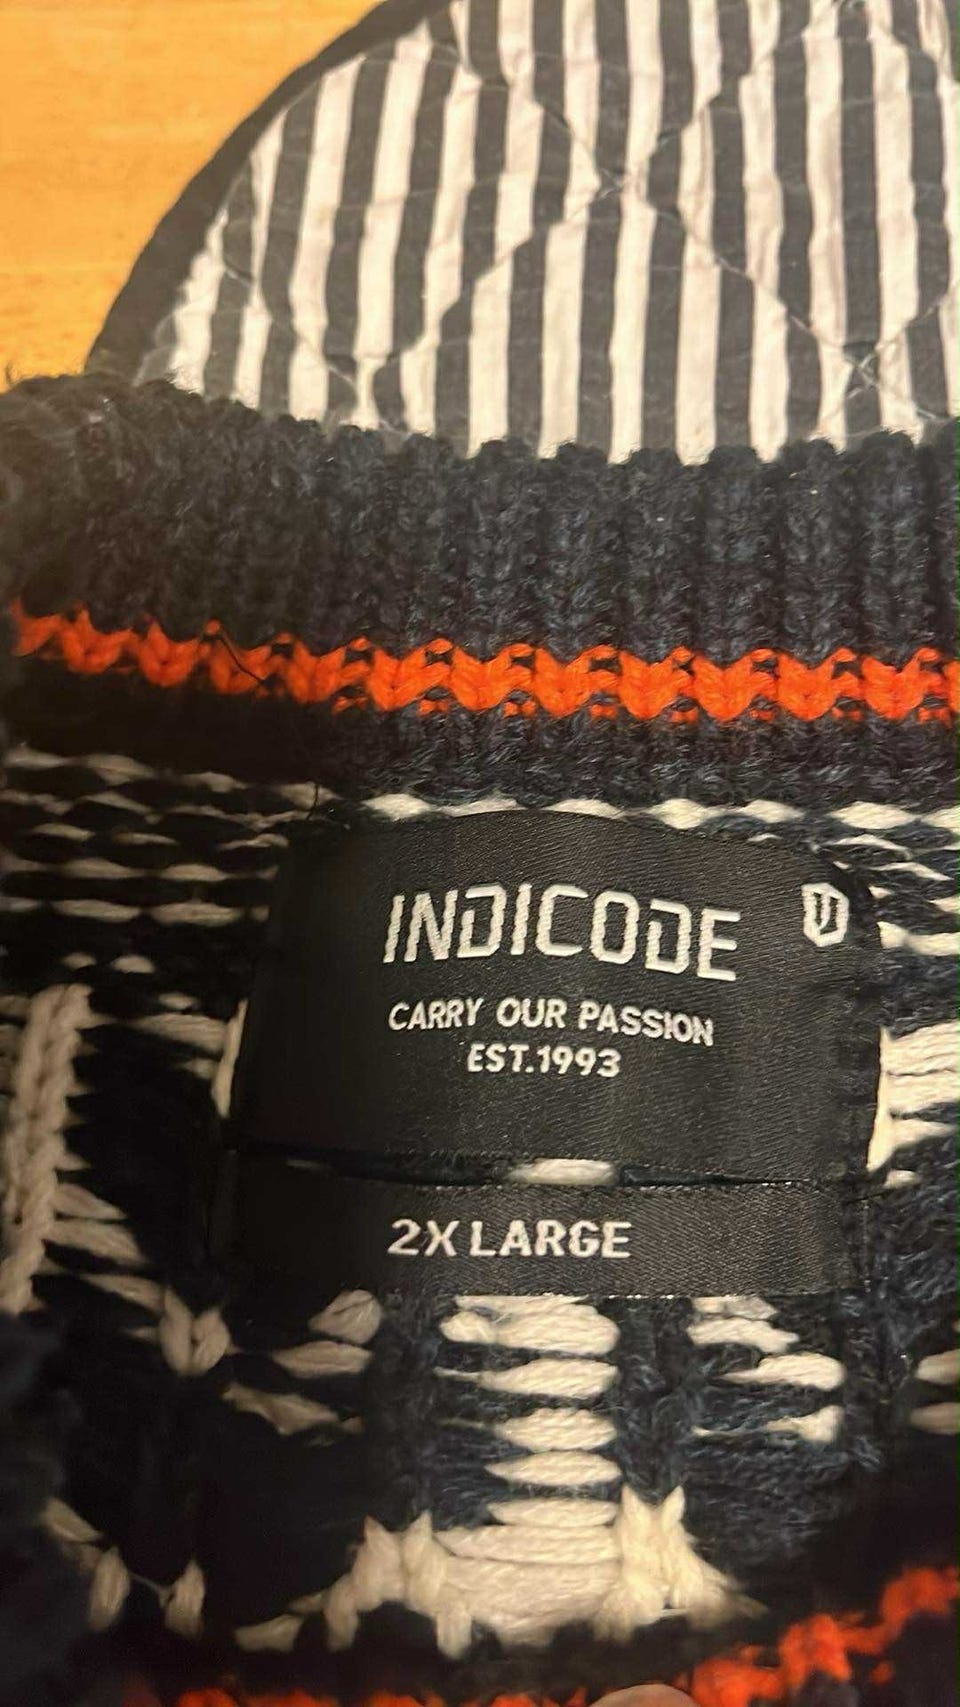 INDICODE
CARRY OUR PASSION
EST.1993
2X LARGE